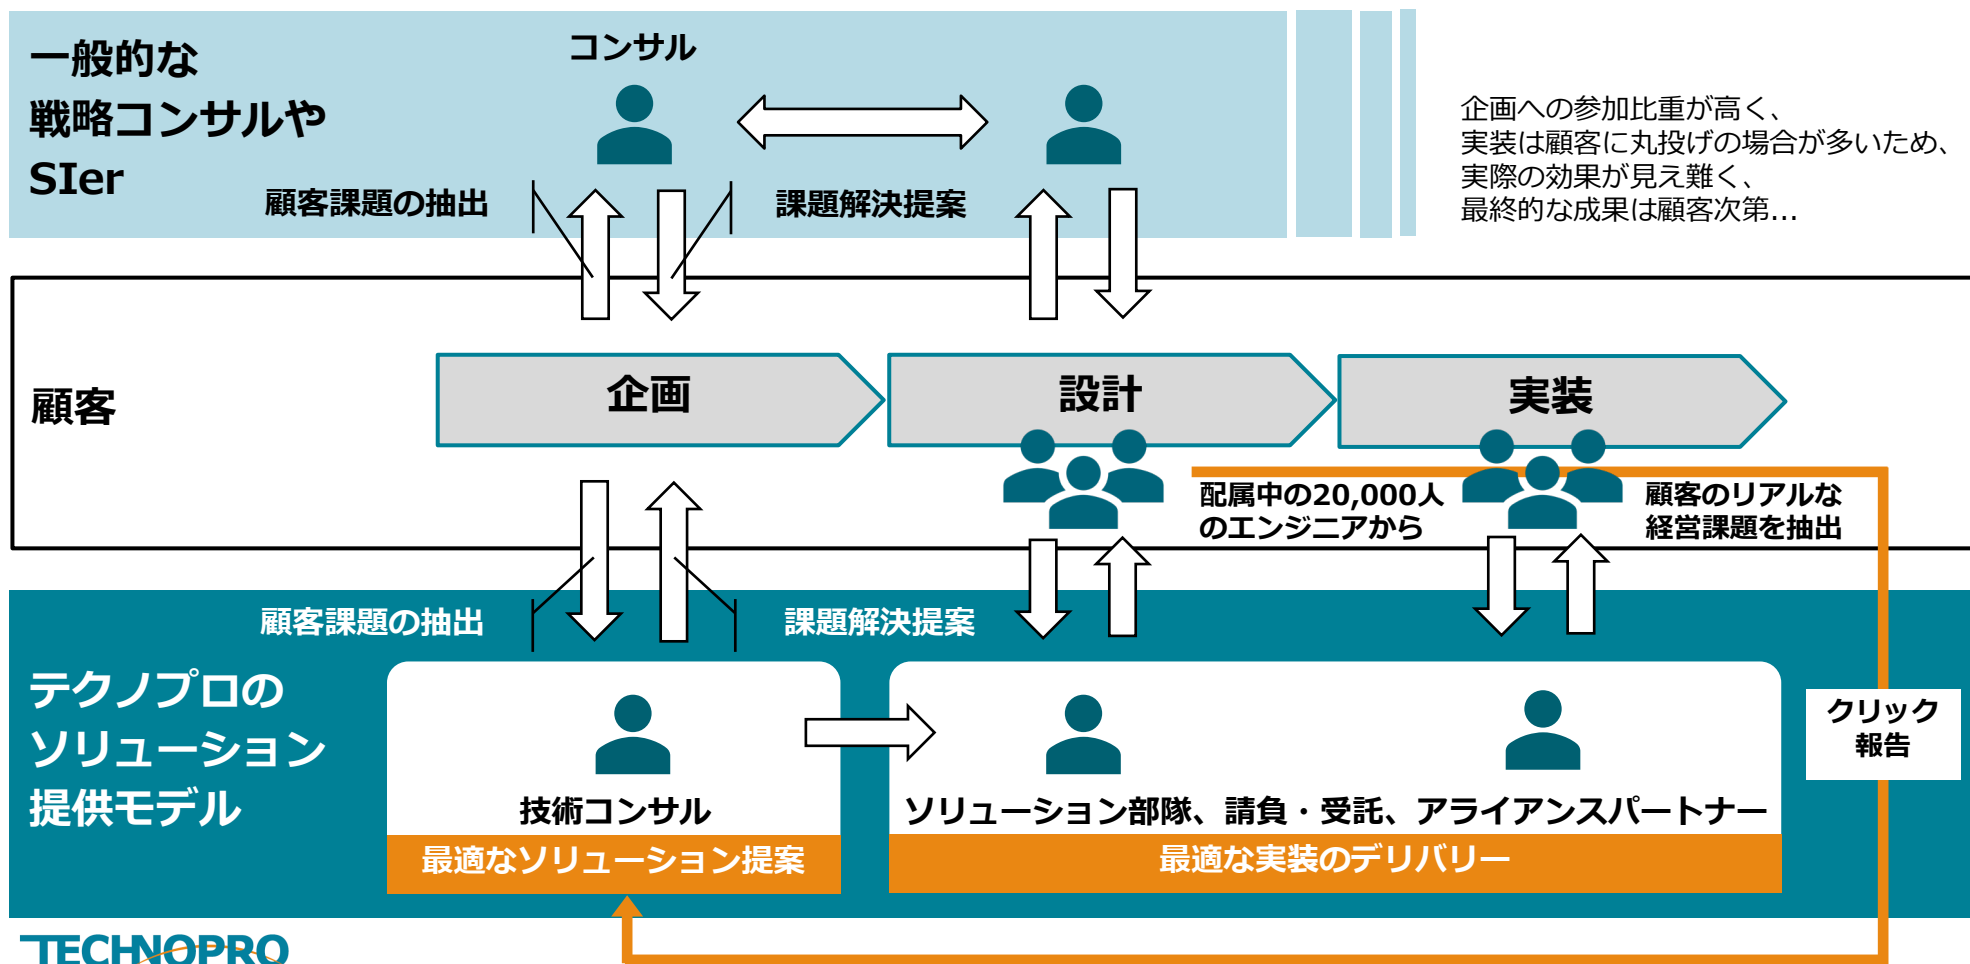 一般的な
戦略コンサルや
SIer
コンサル
顧客課題の抽出
課題解決提案
企画への参加比重が高く、
実装は顧客に丸投げの場合が多いため、
実際の効果が見え難く、
最終的な成果は顧客次第…
顧客
企画
設計
実装
配属中の20,000人
のエンジニアから
顧客のリアルな
経営課題を抽出
顧客課題の抽出
課題解決提案
テクノプロの
ソリューション
提供モデル
技術コンサル
最適なソリューション提案
ソリューション部隊、請負・受託、アライアンスパートナー
最適な実装のデリバリー
クリック
報告
TECHNOPRO